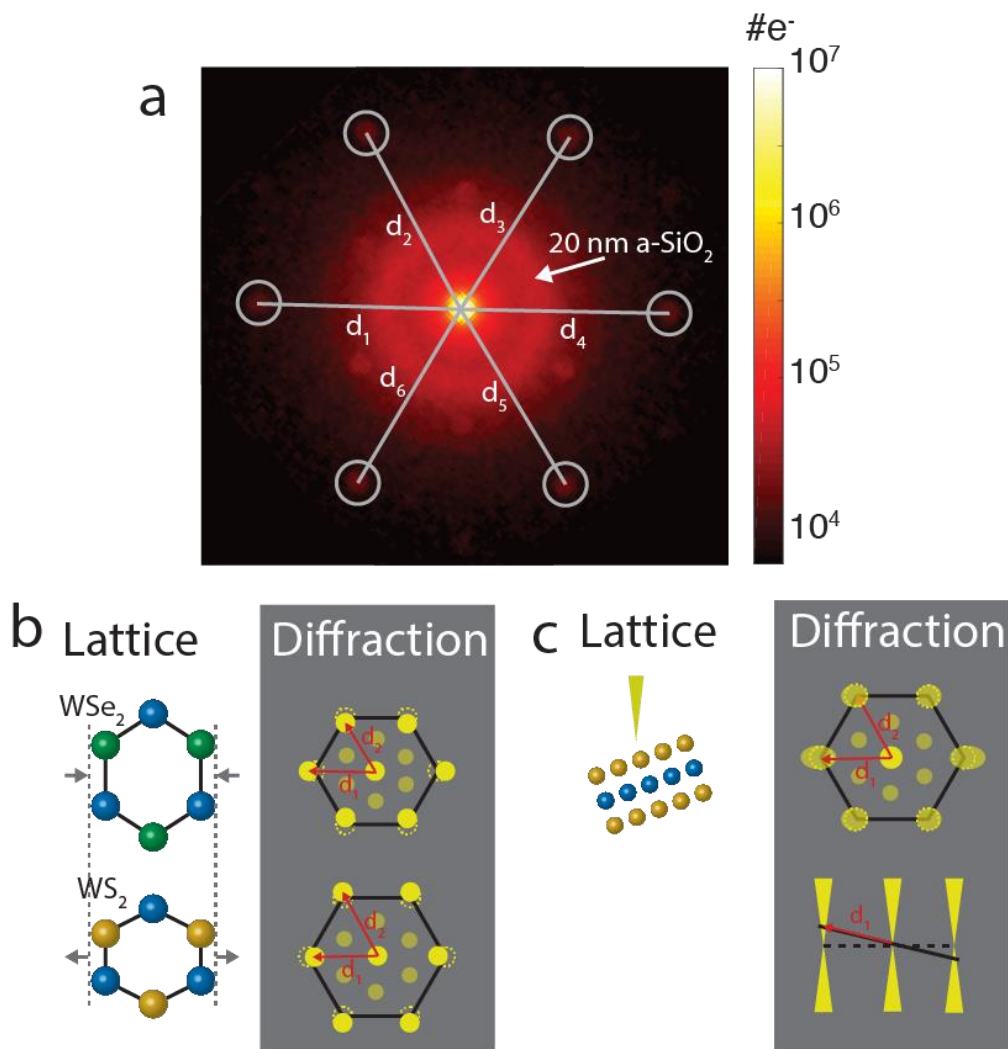 #e⁻
10⁷
a
d₂
d₃
20 nm a-SiO₂
10⁶
d₁
d₄
d₆
d₅
10⁵
10⁴
b
Lattice
Diffraction
c
Lattice
Diffraction
WSe₂
d₂
d₁
d₂
d₁
WS₂
d₂
d₁
d₁